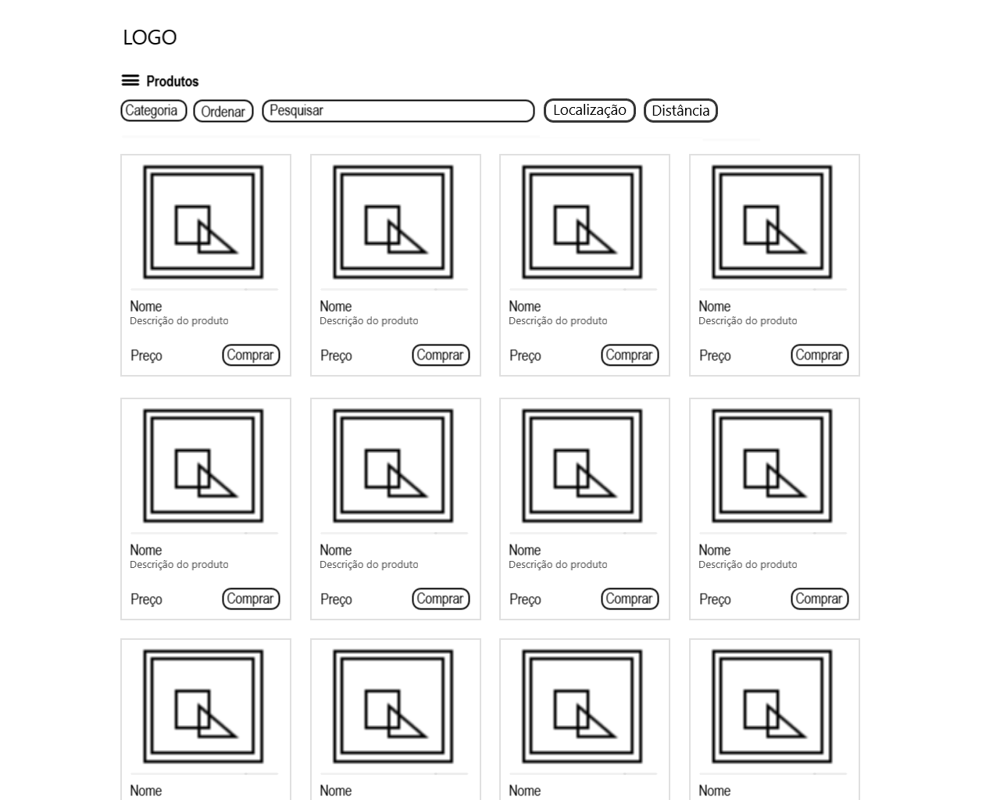 LOGO
Produtos
Categoria Ordenar Pesquisar Localização Distância
Nome Nome Nome Nome
Descrição do produto Descrição do produto Descrição do produto Descrição do produto
Preço Comprar Preço Comprar Preço Comprar Preço Comprar
Nome Nome Nome Nome
Descrição do produto Descrição do produto Descrição do produto Descrição do produto
Preço Comprar Preço Comprar Preço Comprar Preço Comprar
Nome Nome Nome Nome